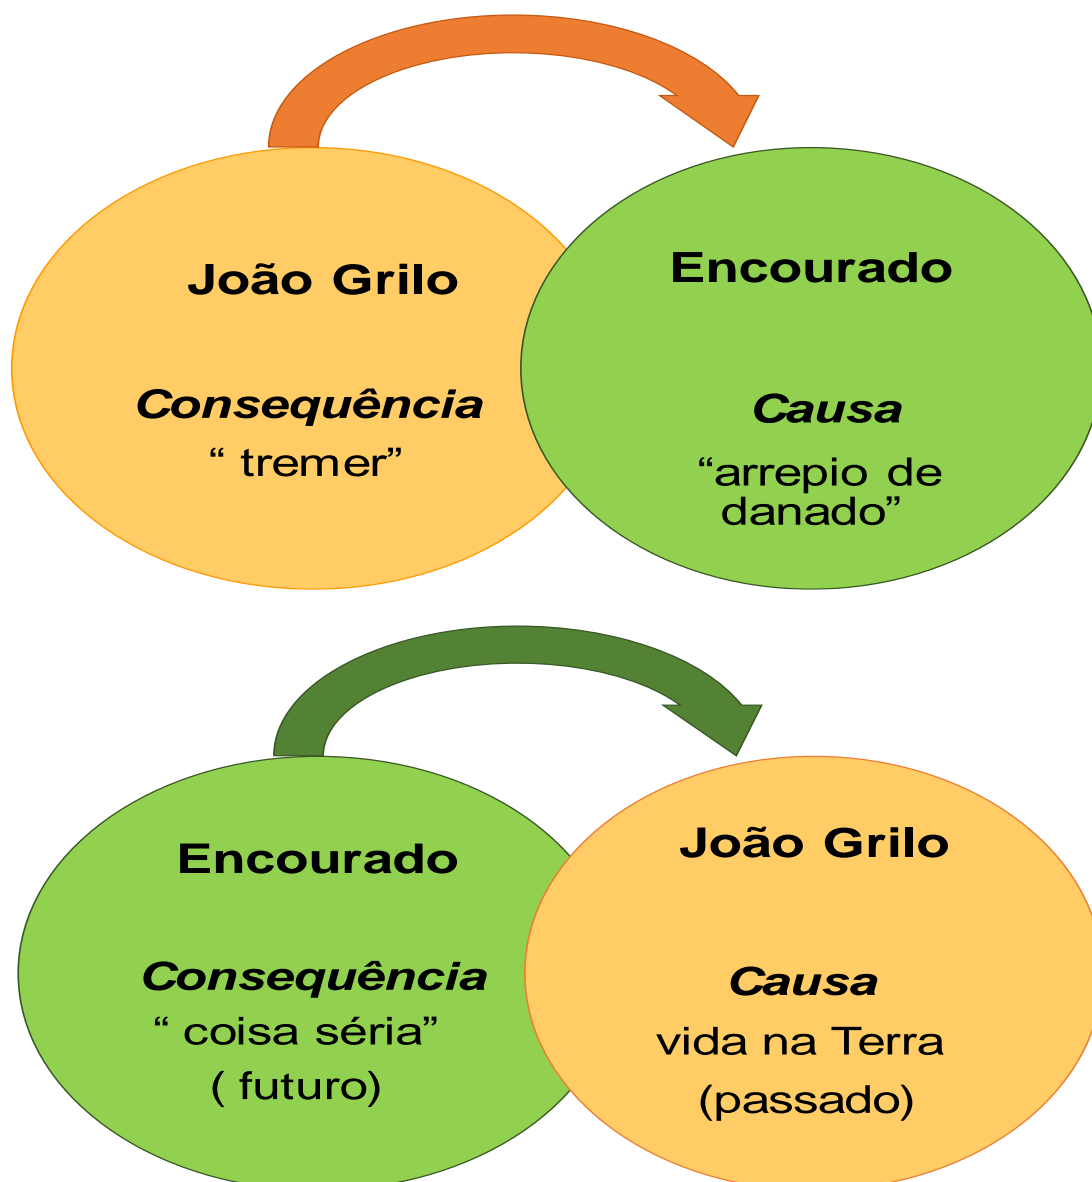 João Grilo
Consequência
“ tremer”
Encourado
Causa
“arrepio de
danado”
Encourado
Consequência
“ coisa séria”
( futuro)
João Grilo
Causa
vida na Terra
(passado)